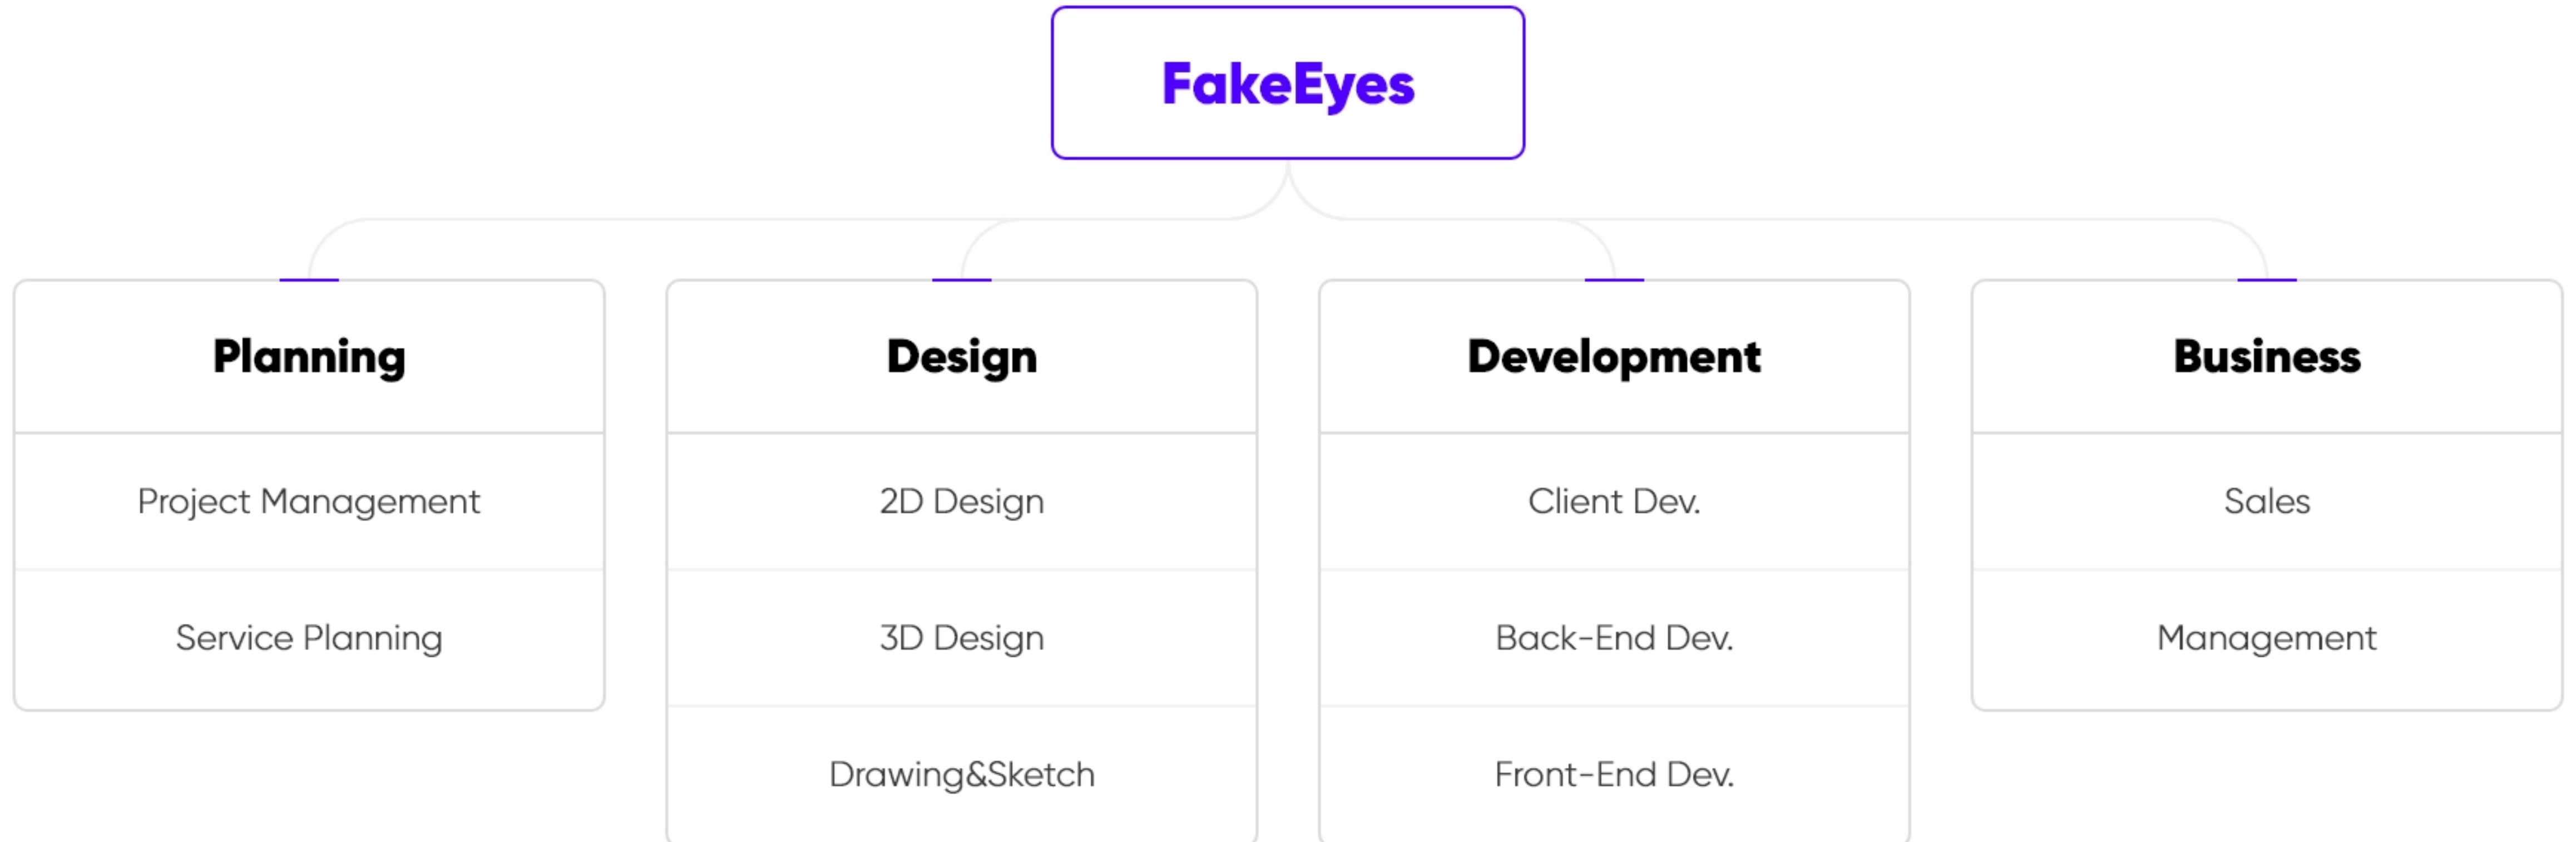 FakeEyes
Planning
Project Management
Service Planning
Design
2D Design
3D Design
Drawing&Sketch
Development
Client Dev.
Back-End Dev.
Front-End Dev.
Business
Sales
Management